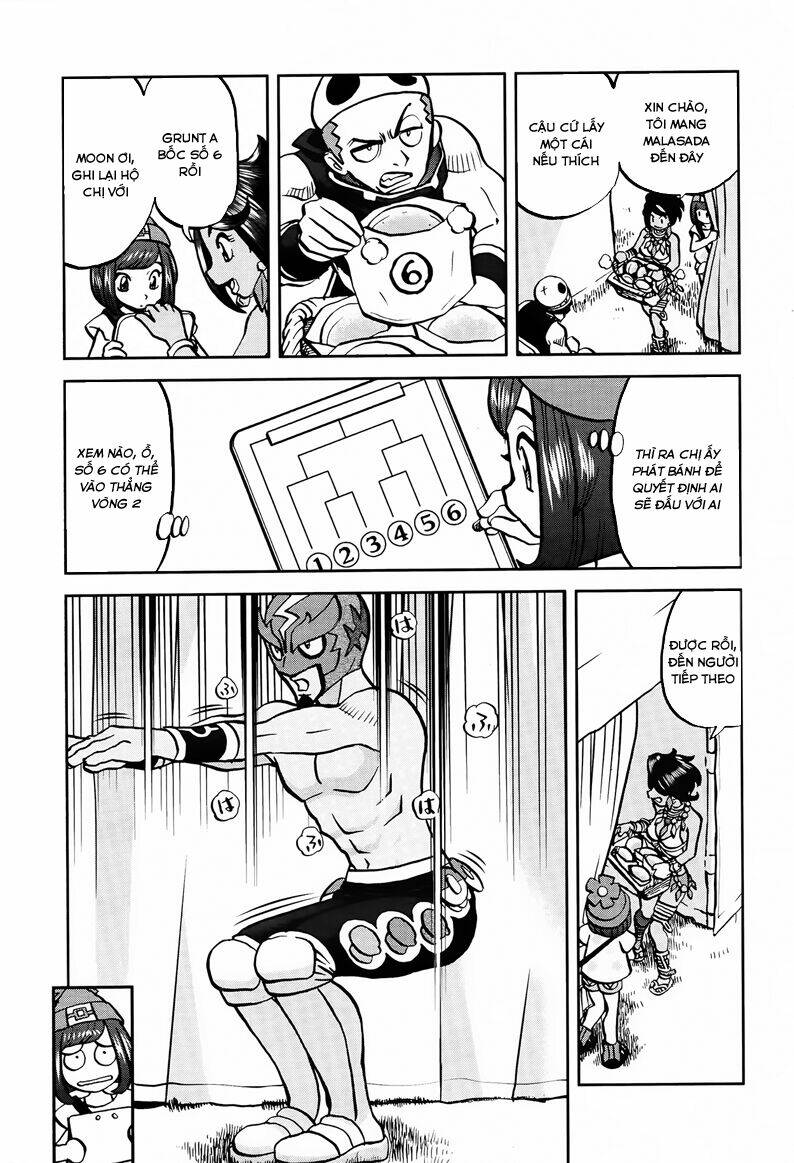 XIN CHÀO,
TÔI MANG
MALASADA
ĐẾN ĐÂY
CẬU CỨ LẤY
MỘT CÁI
NẾU THÍCH
6
GRUNT A
BỐC SỐ 6
RỒI
MOON ƠI,
GHI LẠI HỘ
CHỊ VỚI
THÌ RA CHỊ ẤY
PHÁT BÁNH ĐỂ
QUYẾT ĐỊNH AI
SẼ ĐẤU VỚI AI
1 2 3 4 5 6
XEM NÀO, Ồ,
SỐ 6 CÓ THỂ
VÀO THẲNG
VÒNG 2
ĐƯỢC RỒI,
ĐẾN NGƯỜI
TIẾP THEO
は
ふ
ふ
は
は
ふ